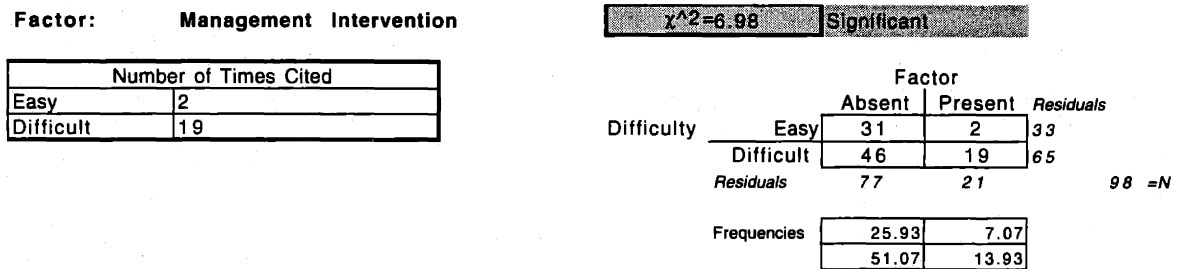 Factor: Management Intervention
χ^2=6.98 Significant
Number of Times Cited
Easy 2
Difficult 19
Factor
Absent Present Residuals
Difficulty Easy 31 2 33
Difficult 46 19 65
Residuals 77 21 98 =N
Frequencies 25.93 7.07
51.07 13.93